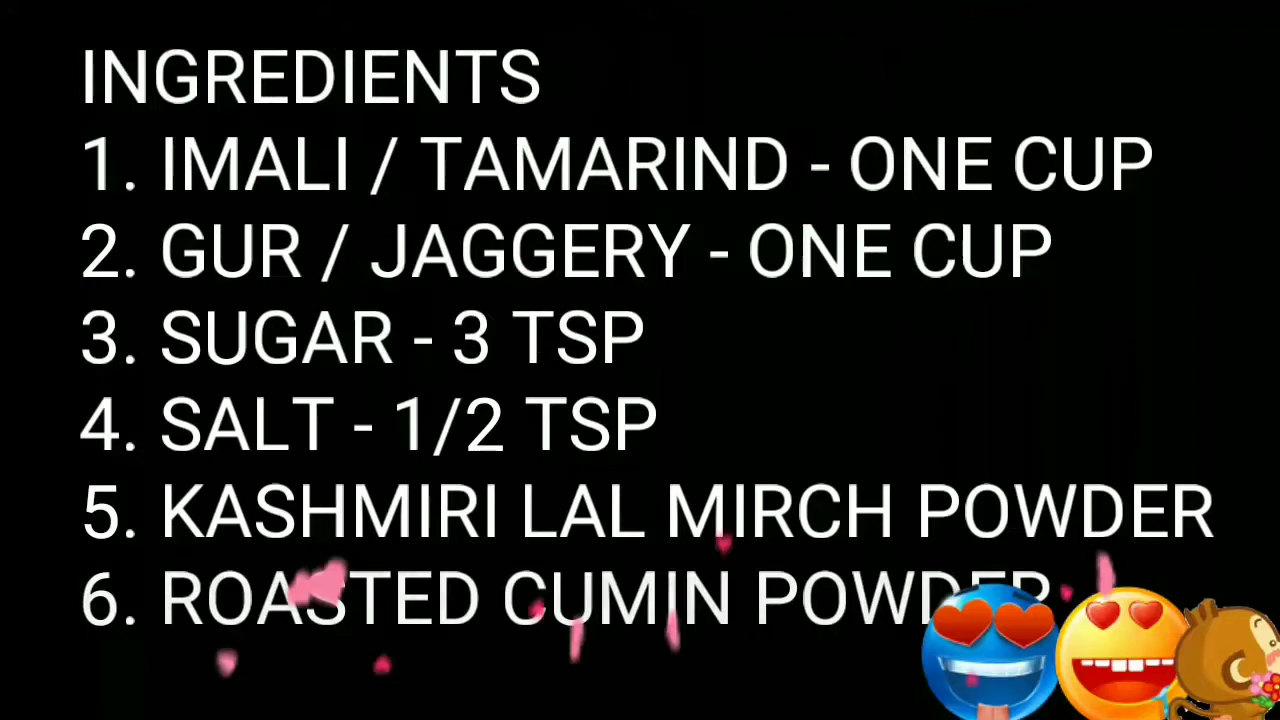 INGREDIENTS
1. IMALI / TAMARIND - ONE CUP
2. GUR / JAGGERY - ONE CUP
3. SUGAR - 3 TSP
4. SALT - 1/2 TSP
5. KASHMIRI LAL MIRCH POWDER
6. ROASTED CUMIN POWDER